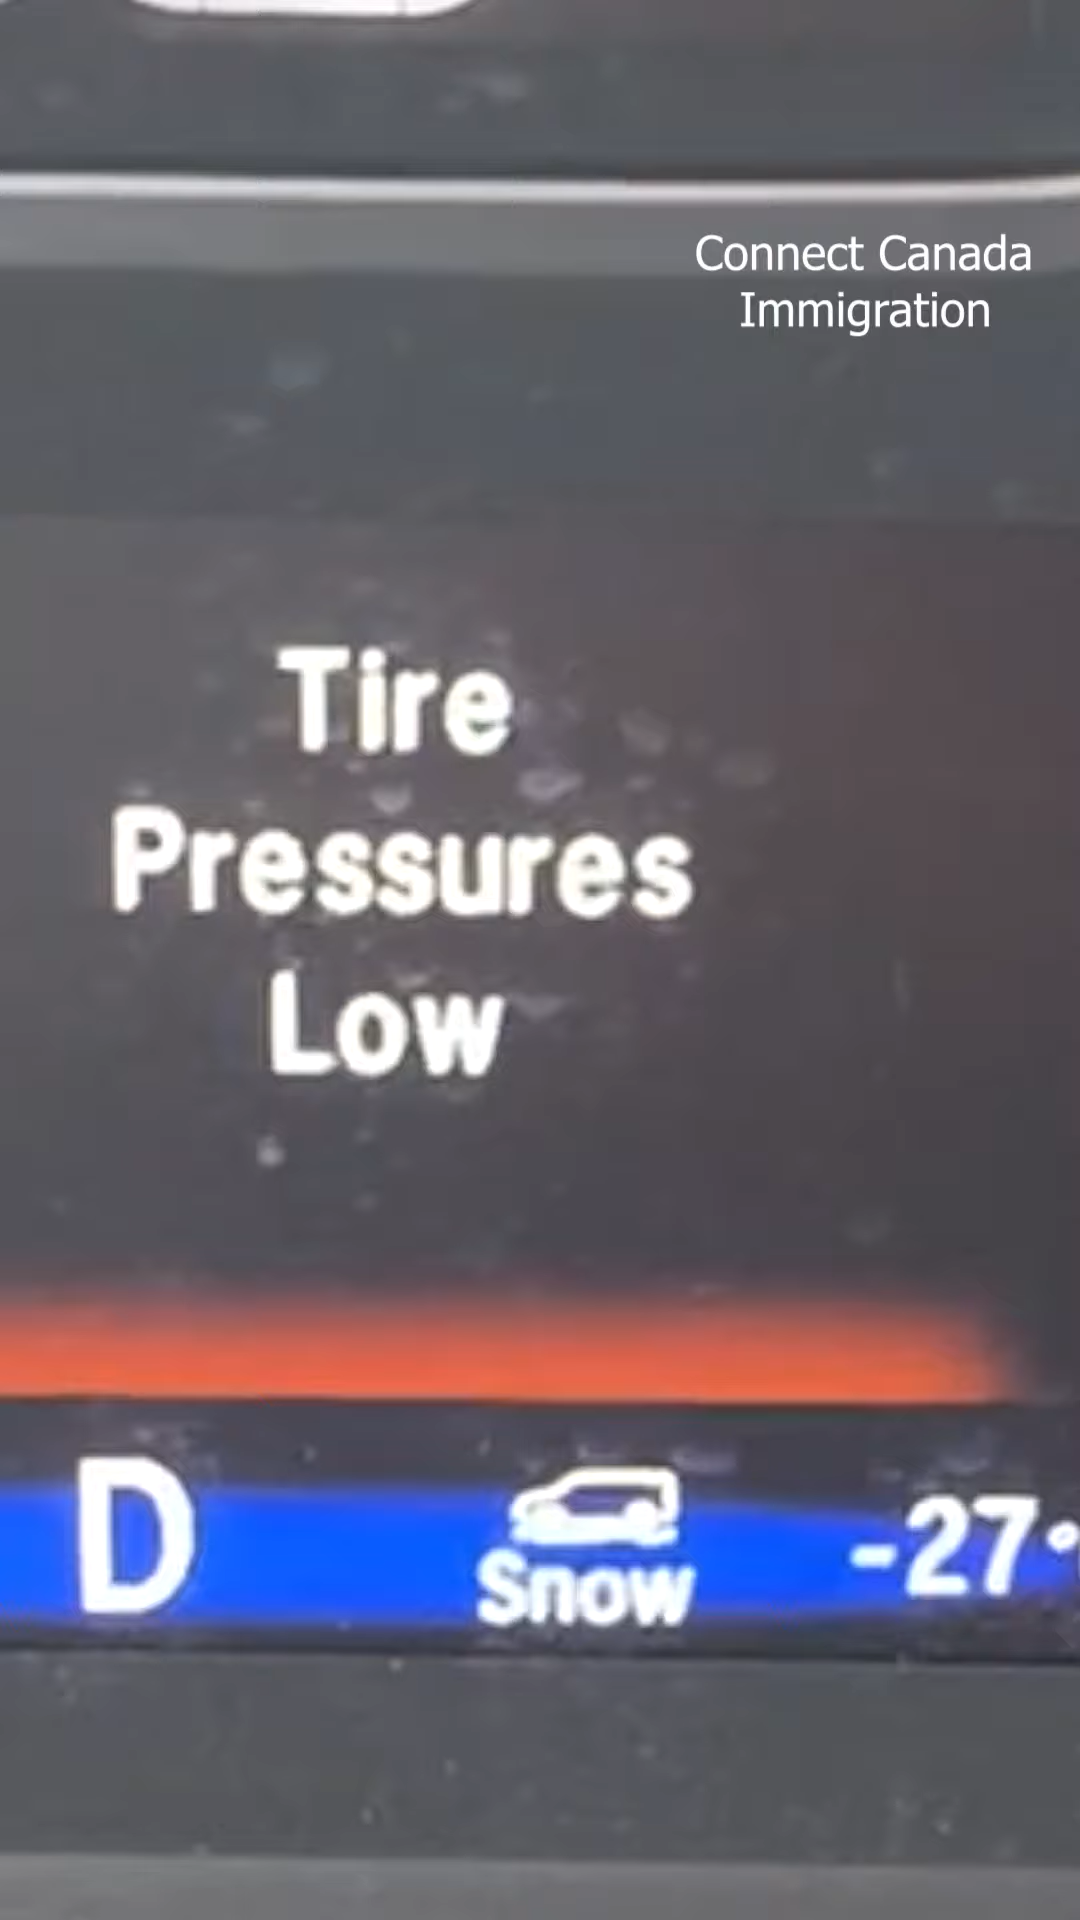 Connect Canada
Immigration
Tire
Pressures
Low
D
Snow
-27°